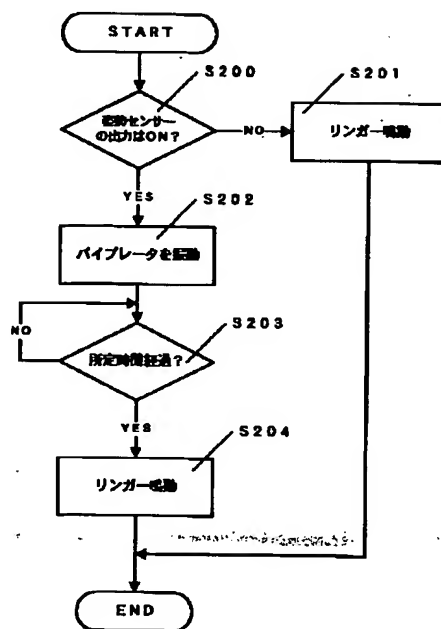 START
S200
S201
姿勢センサー
の出力はON?
NO
リンガー鳴動
YES
S202
バイブレータを振動
NO
S203
所定時間経過?
YES
S204
リンガー鳴動
END